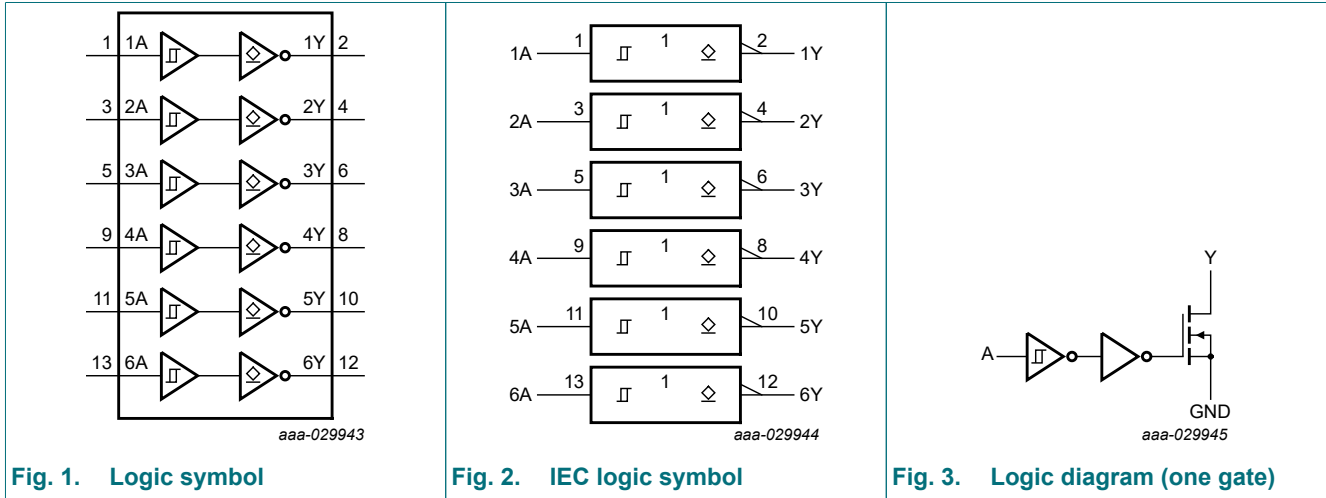 1 1A 1Y 2
3 2A 2Y 4
5 3A 3Y 6
9 4A 4Y 8
11 5A 5Y 10
13 6A 6Y 12
aaa-029943
Fig. 1. Logic symbol
1A 1 1 2 1Y
2A 3 1 4 2Y
3A 5 1 6 3Y
4A 9 1 8 4Y
5A 11 1 10 5Y
6A 13 1 12 6Y
aaa-029944
Fig. 2. IEC logic symbol
Y
A
GND
aaa-029945
Fig. 3. Logic diagram (one gate)